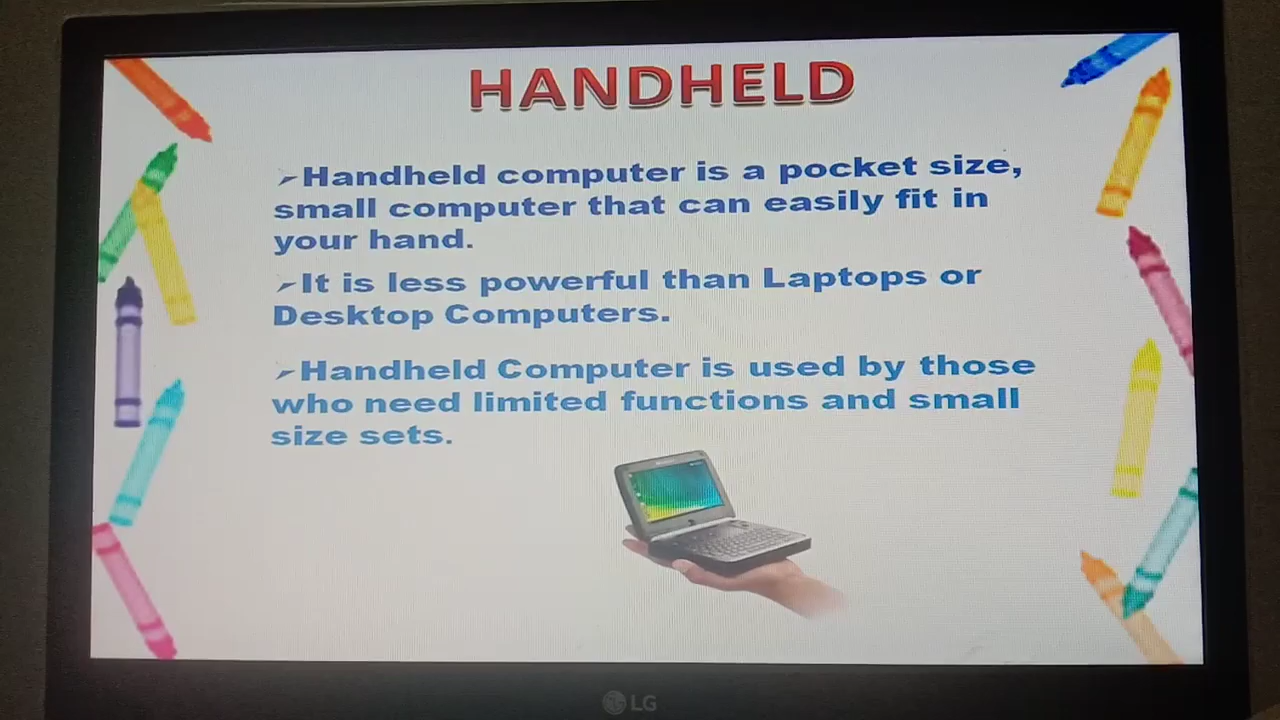 HANDHELD
➢Handheld computer is a pocket size,
small computer that can easily fit in
your hand.
➢It is less powerful than Laptops or
Desktop Computers.
➢Handheld Computer is used by those
who need limited functions and small
size sets.
LG